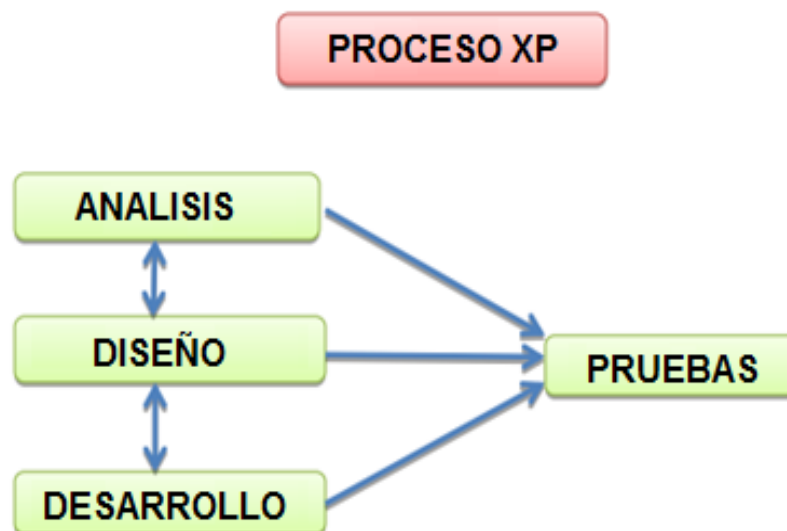 PROCESO XP
ANALISIS
DISEÑO
PRUEBAS
DESARROLLO